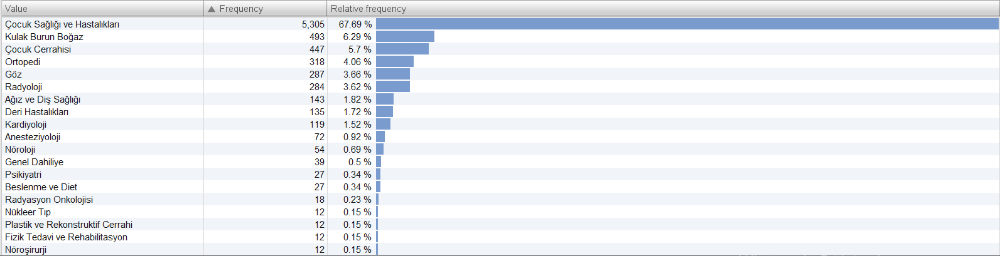 Value ▲ Frequency Relative frequency
Çocuk Sağlığı ve Hastalıkları 5,305 67.69 %
Kulak Burun Boğaz 493 6.29 %
Çocuk Cerrahisi 447 5.7 %
Ortopedi 318 4.06 %
Göz 287 3.66 %
Radyoloji 284 3.62 %
Ağız ve Diş Sağlığı 143 1.82 %
Deri Hastalıkları 135 1.72 %
Kardiyoloji 119 1.52 %
Anesteziyoloji 72 0.92 %
Nöroloji 54 0.69 %
Genel Dahiliye 39 0.5 %
Psikiyatri 27 0.34 %
Beslenme ve Diet 27 0.34 %
Radyasyon Onkolojisi 18 0.23 %
Nükleer Tıp 12 0.15 %
Plastik ve Rekonstruktif Cerrahi 12 0.15 %
Fizik Tedavi ve Rehabilitasyon 12 0.15 %
Nöroşirurji 12 0.15 %